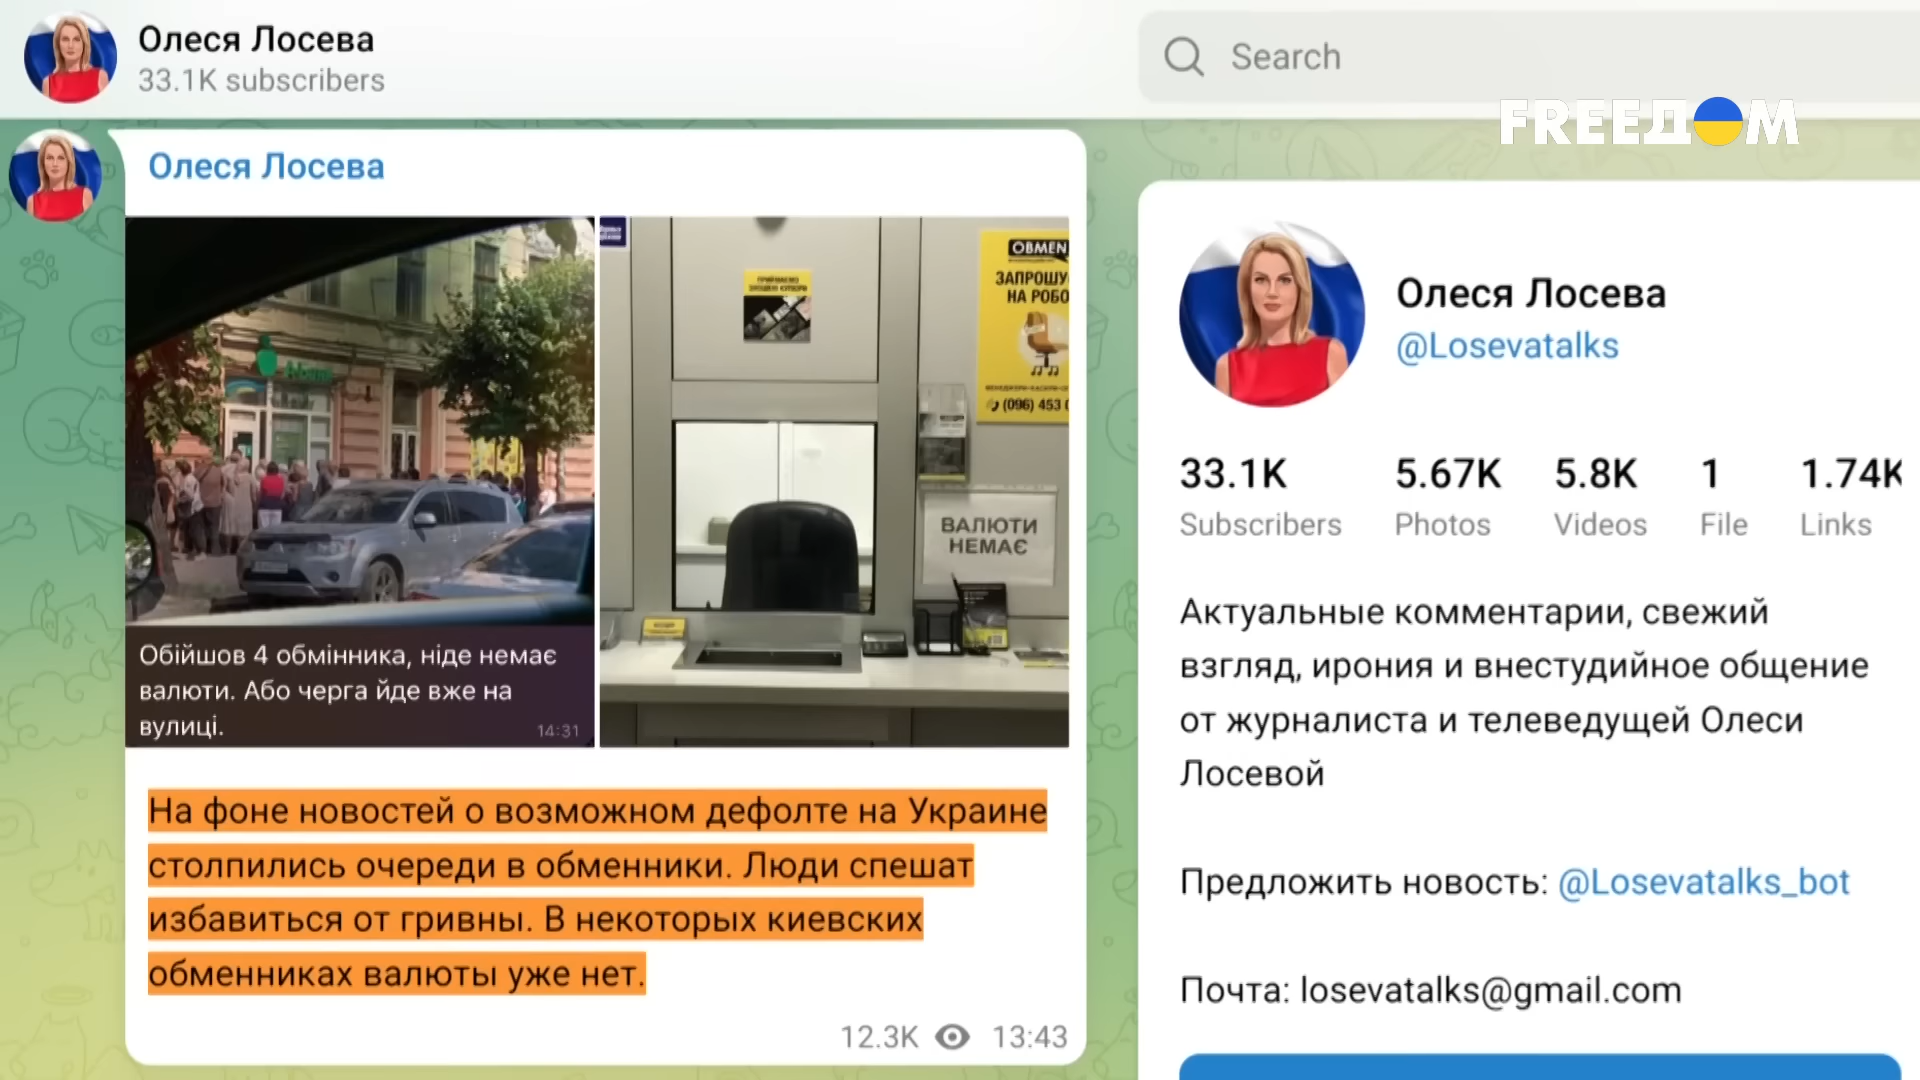 Олеся Лосева
33.1K subscribers
Search
FREEДOM
Олеся Лосева
ОБМЕН
ЗАПРОШУ
НА РОБО
(096) 453
ВАЛЮТИ
НЕМАЄ
Обійшов 4 обмінника, ніде немає
валюти. Або черга йде вже на
вулиці.
14:31
На фоне новостей о возможном дефолте на Украине
столпились очереди в обменники. Люди спешат
избавиться от гривны. В некоторых киевских
обменниках валюты уже нет.
12.3K 13:43
Олеся Лосева
@Losevatalks
33.1K 5.67K 5.8K 1 1.74K
Subscribers Photos Videos File Links
Актуальные комментарии, свежий
взгляд, ирония и внестудийное общение
от журналиста и телеведущей Олеси
Лосевой
Предложить новость: @Losevatalks_bot
Почта: losevatalks@gmail.com